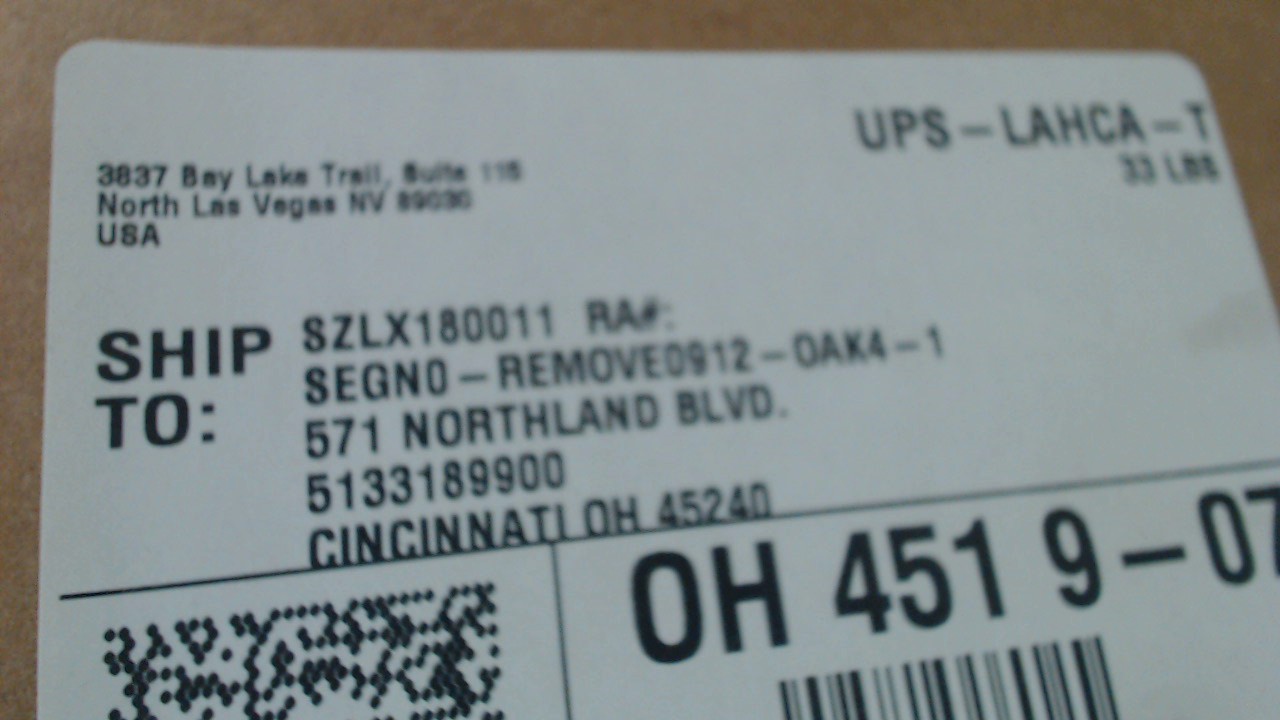 UPS-LAHCA-T
33 LBS
3837 Bay Lake Trail, Suite 115
North Las Vegas NV 89030
USA
SHIP TO:
SZLX180011 RA#:
SEGN0-REMOVE0912-OAK4-1
571 NORTHLAND BLVD.
5133189900
CINCINNATI OH 45240
OH 451 9-07